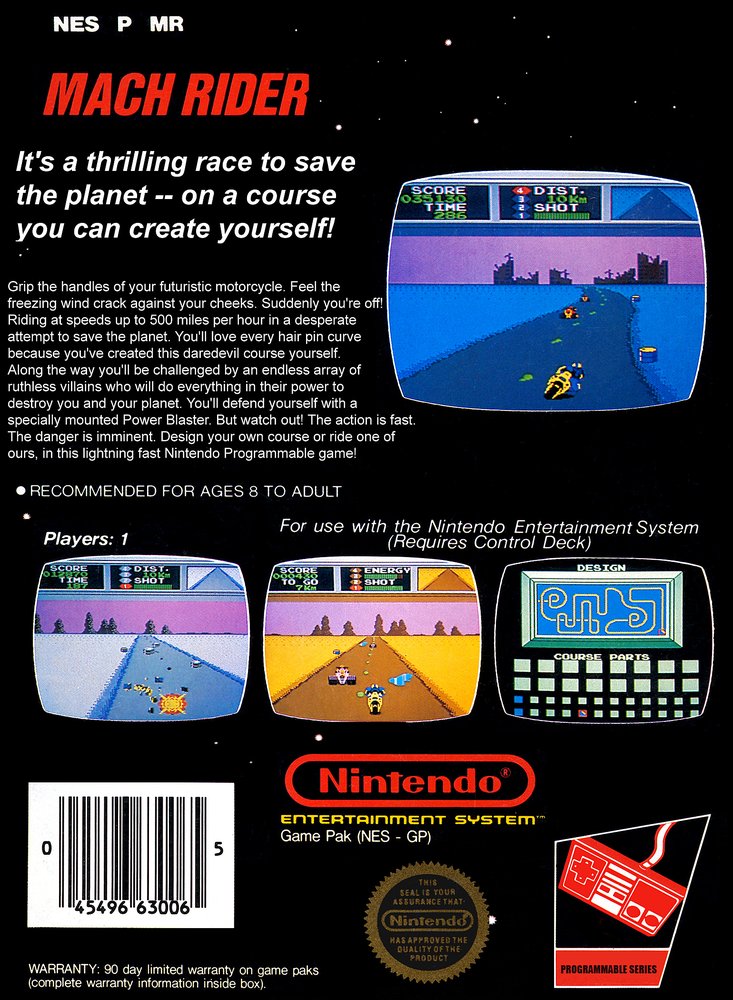 NES P MR
MACH RIDER
It's a thrilling race to save
the planet -- on a course
you can create yourself!
Grip the handles of your futuristic motorcycle. Feel the
freezing wind crack against your cheeks. Suddenly you're off!
Riding at speeds up to 500 miles per hour in a desperate
attempt to save the planet. You'll love every hair pin curve
because you've created this daredevil course yourself.
Along the way you'll be challenged by an endless array of
ruthless villains who will do everything in their power to
destroy you and your planet. You'll defend yourself with a
specially mounted Power Blaster. But watch out! The action is fast.
The danger is imminent. Design your own course or ride one of
ours, in this lightning fast Nintendo Programmable game!
SCORE 4 DIST.
035130 3 10Km
TIME 2 SHOT
286 1
● RECOMMENDED FOR AGES 8 TO ADULT
Players: 1
For use with the Nintendo Entertainment System
(Requires Control Deck)
SCORE DIST.
012870 10Km
TIME SHOT
187
SCORE ENERGY
000430
TO GO SHOT
7Km
DESIGN
COURSE PARTS
Nintendo®
ENTERTAINMENT SYSTEM™
Game Pak (NES - GP)
0 45496 63006 5
THIS
SEAL IS YOUR
ASSURANCE THAT
Nintendo
HAS APPROVED THE
QUALITY OF THE
PRODUCT
PROGRAMMABLE SERIES
WARRANTY: 90 day limited warranty on game paks
(complete warranty information inside box).